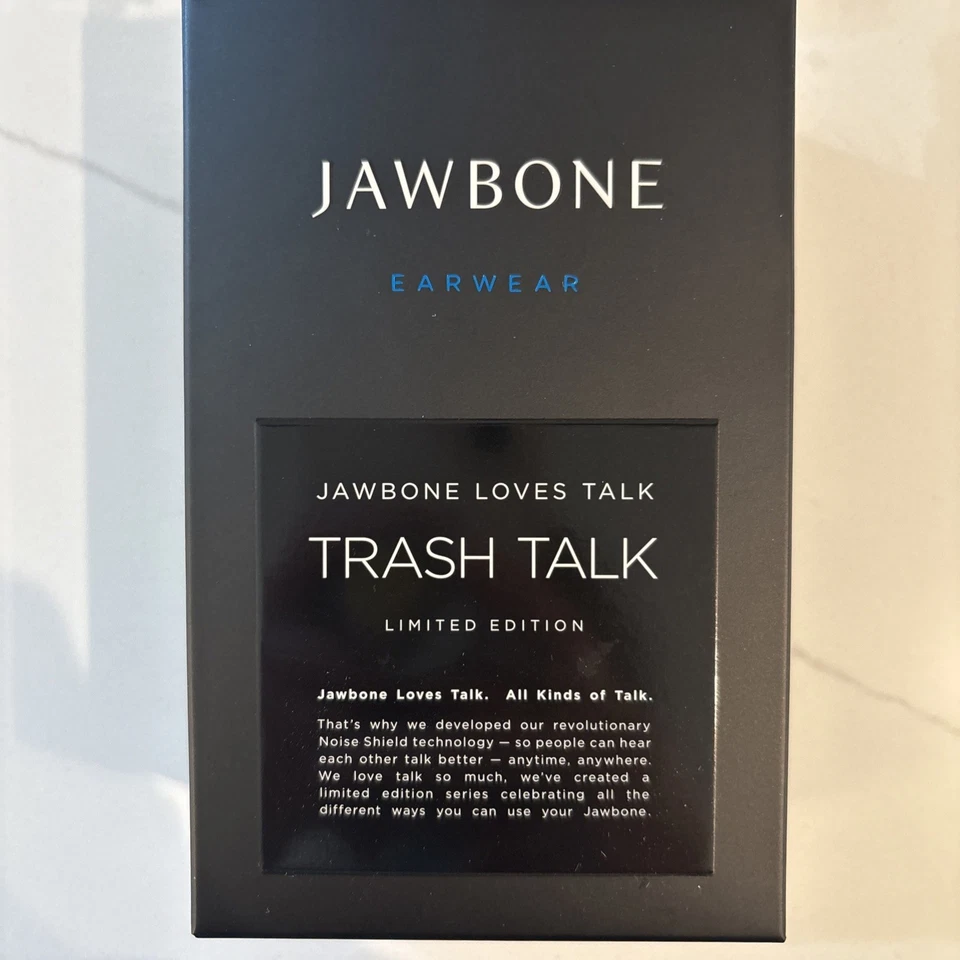 JAWBONE
EARWEAR
JAWBONE LOVES TALK
TRASH TALK
LIMITED EDITION
Jawbone Loves Talk. All Kinds of Talk.
That's why we developed our revolutionary
Noise Shield technology — so people can hear
each other talk better — anytime, anywhere.
We love talk so much, we've created a
limited edition series celebrating all the
different ways you can use your Jawbone.